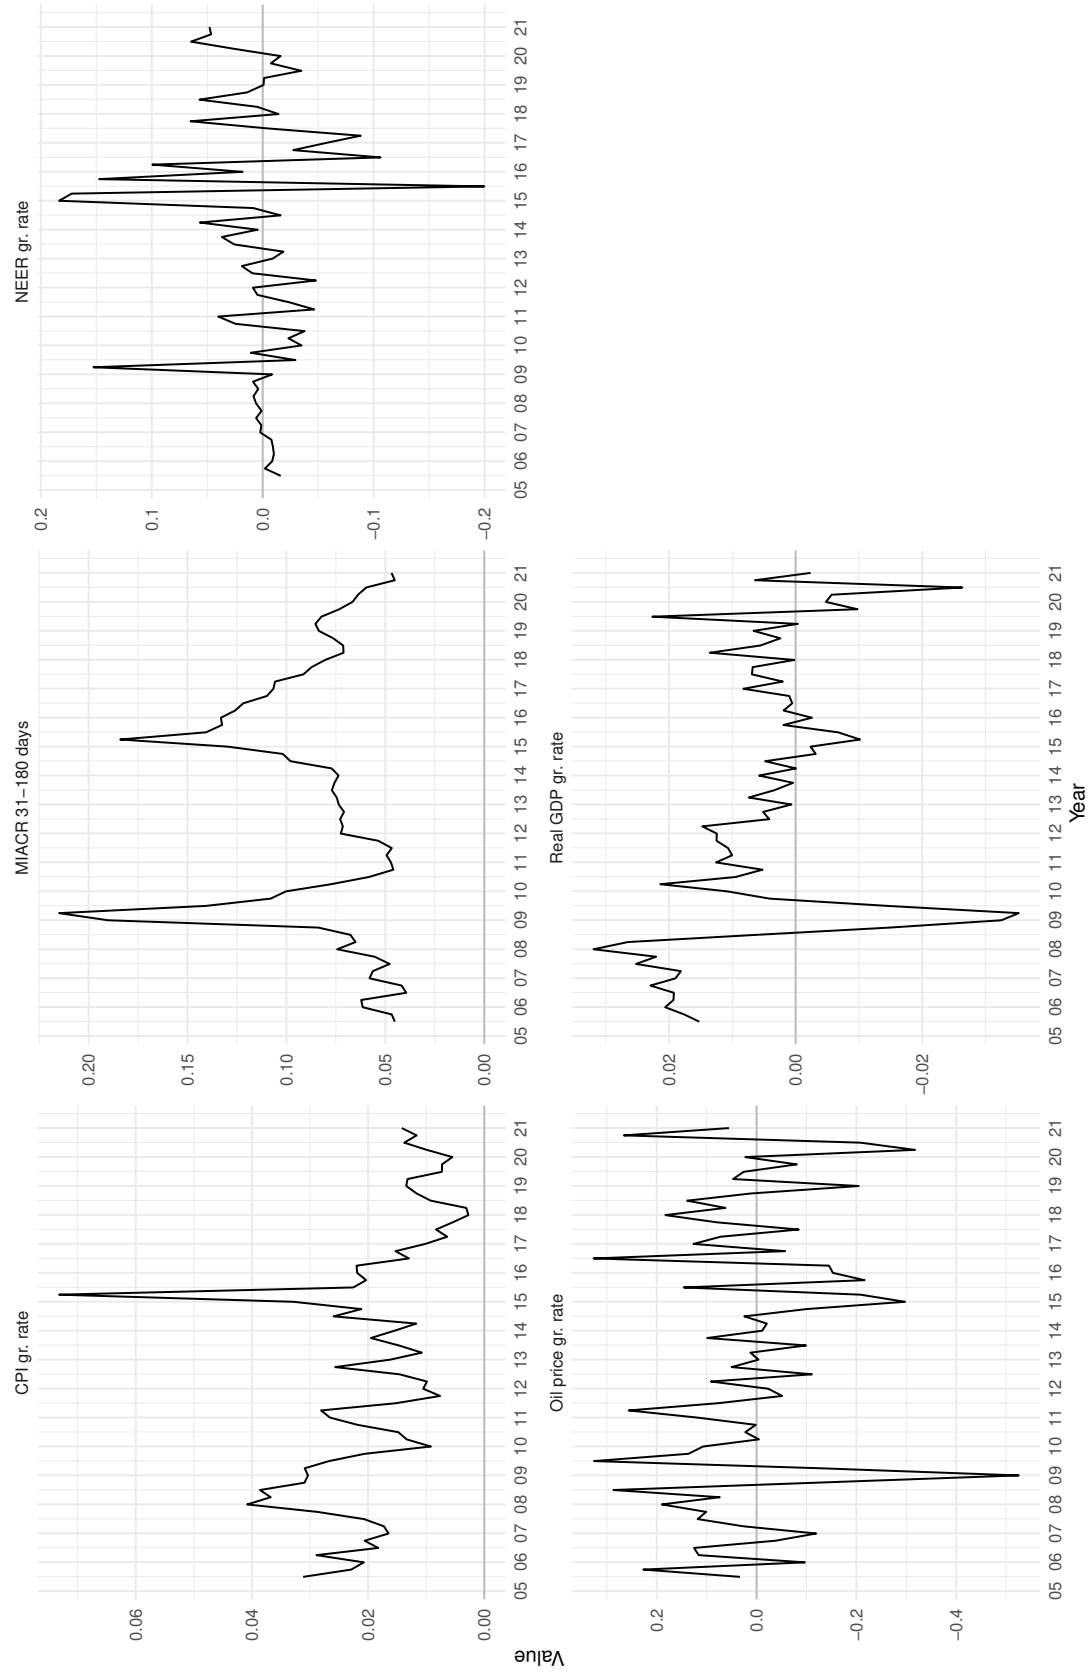 CPI gr. rate
0.06
0.04
0.02
0.00
05 06 07 08 09 10 11 12 13 14 15 16 17 18 19 20 21
MIACR 31−180 days
0.20
0.15
0.10
0.05
0.00
05 06 07 08 09 10 11 12 13 14 15 16 17 18 19 20 21
NEER gr. rate
0.2
0.1
0.0
−0.1
−0.2
05 06 07 08 09 10 11 12 13 14 15 16 17 18 19 20 21
Value
Oil price gr. rate
0.2
0.0
−0.2
−0.4
05 06 07 08 09 10 11 12 13 14 15 16 17 18 19 20 21
Real GDP gr. rate
0.02
0.00
−0.02
05 06 07 08 09 10 11 12 13 14 15 16 17 18 19 20 21
Year